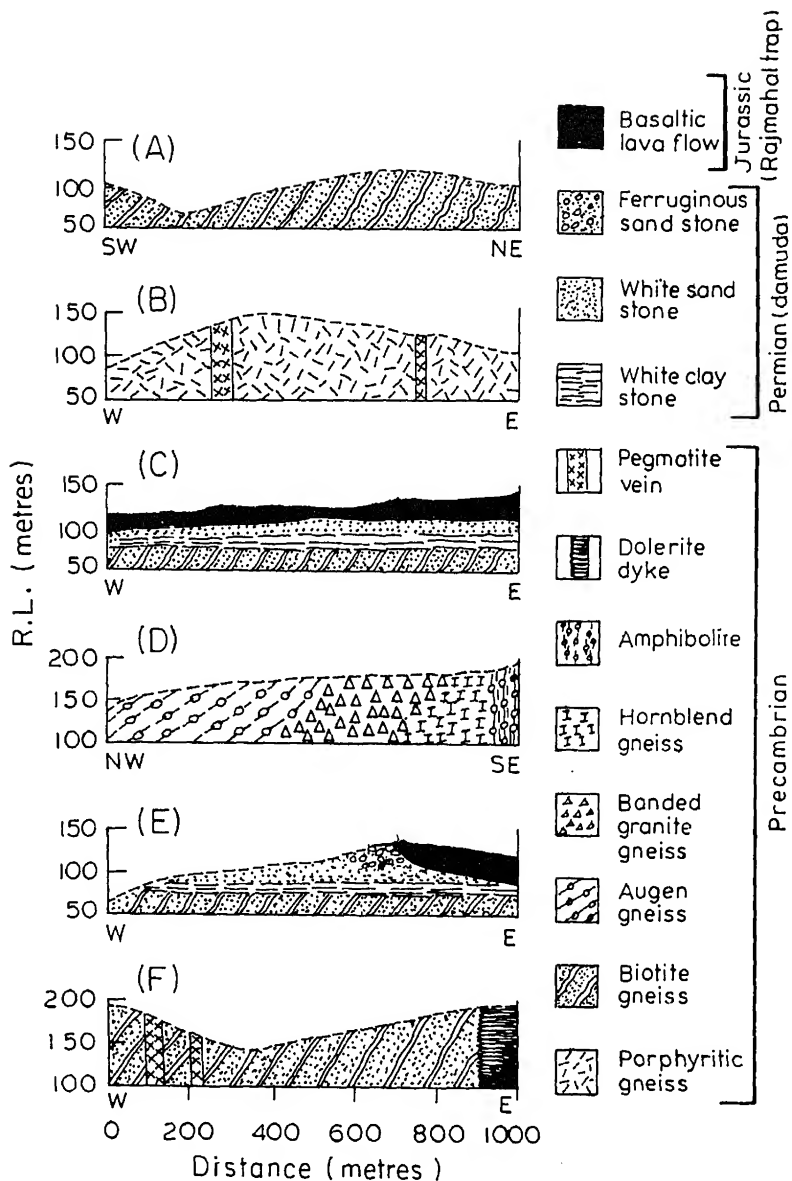 (A)
150
100
50
SW
NE
(B)
150
100
50
W
E
(C)
150
100
50
W
E
(D)
200
150
100
NW
SE
(E)
150
100
50
W
E
(F)
200
150
100
W
E
0 200 400 600 800 1000
Distance (metres)
R.L. (metres)
Basaltic
lava flow
Jurassic
(Rajmahal trap)
Ferruginous
sand stone
White sand
stone
White clay
stone
Permian (damuda)
Pegmatite
vein
Dolerite
dyke
Amphibolite
Hornblend
gneiss
Banded
granite
gneiss
Augen
gneiss
Biotite
gneiss
Porphyritic
gneiss
Precambrian